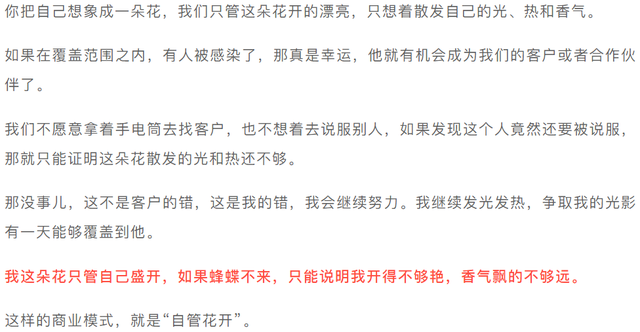 你把自己想象成一朵花，我们只管这朵花开的漂亮，只想着散发自己的光、热和香气。
如果在覆盖范围之内，有人被感染了，那真是幸运，他就有机会成为我们的客户或者合作伙
伴了。
我们不愿意拿着手电筒去找客户，也不想着去说服别人，如果发现这个人竟然还要被说服，
那就只能证明这朵花散发的光和热还不够。
那没事儿，这不是客户的错，这是我的错，我会继续努力。我继续发光发热，争取我的光影
有一天能够覆盖到他。
我这朵花只管自己盛开，如果蜂蝶不来，只能说明我开得不够艳，香气飘的不够远。
这样的商业模式，就是“自管花开”。